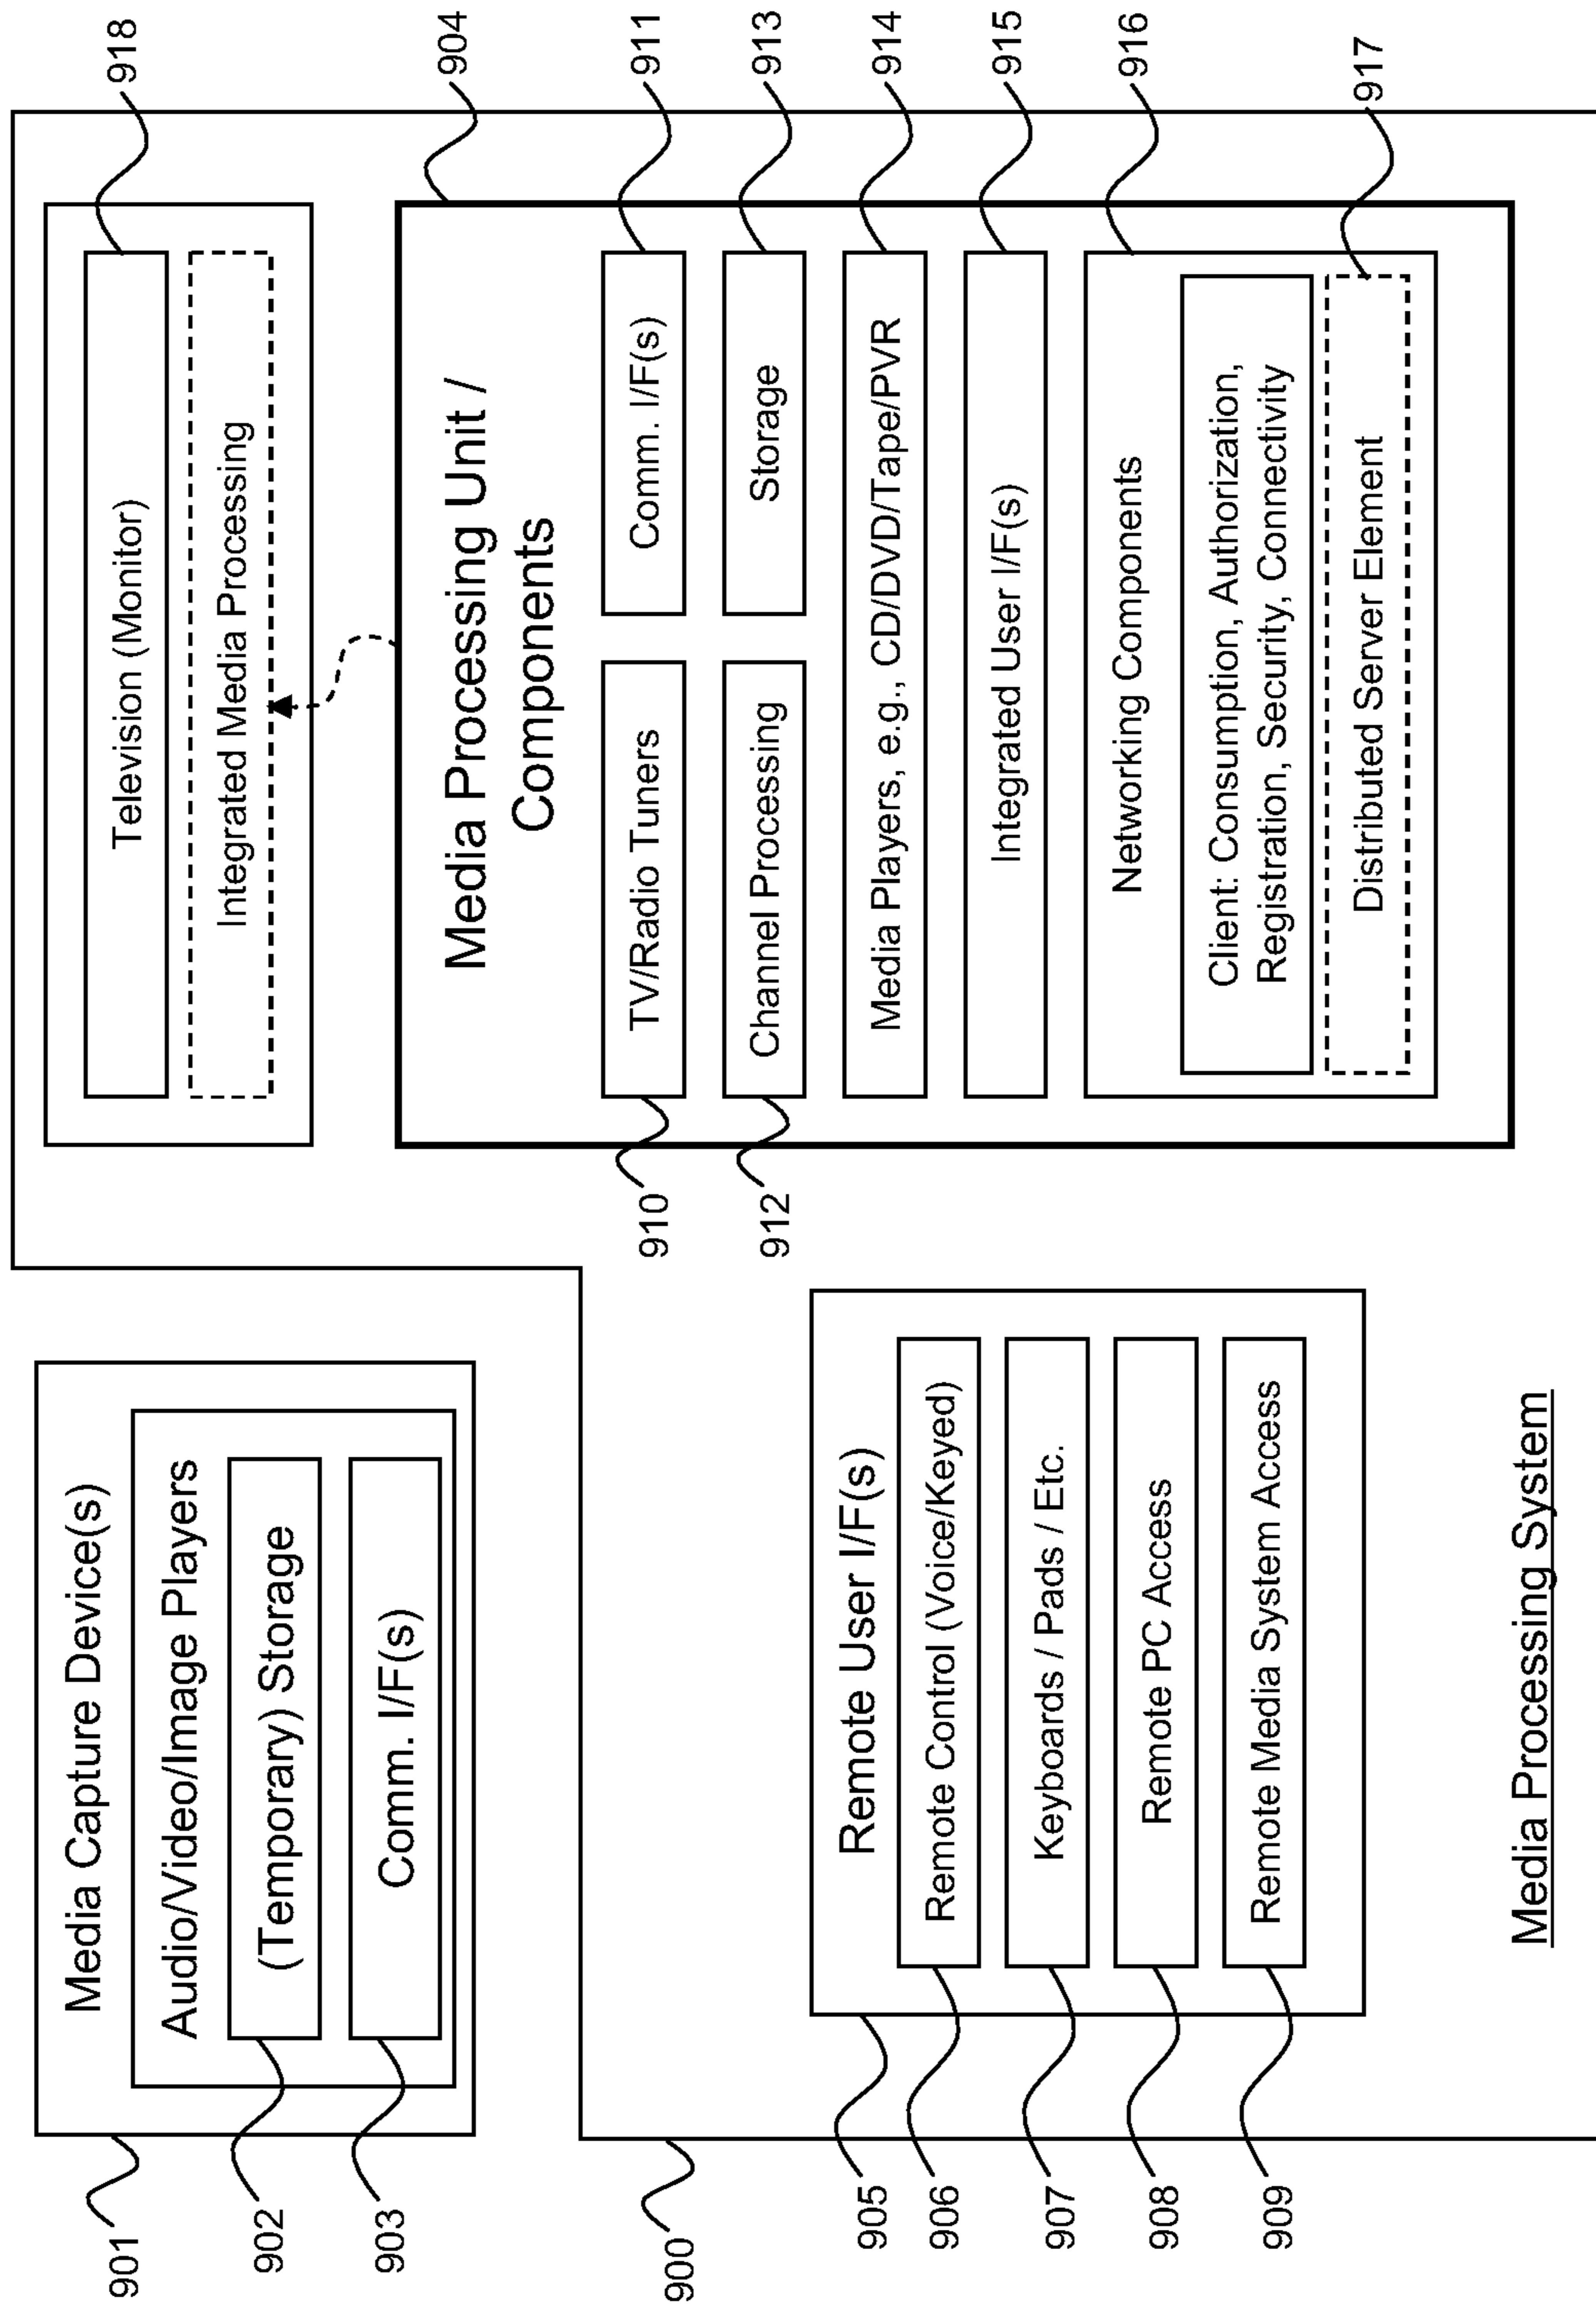 901
Media Capture Device(s)
Audio/Video/Image Players
902
(Temporary) Storage
903
Comm. I/F(s)
900
905
Remote User I/F(s)
906
Remote Control (Voice/Keyed)
907
Keyboards / Pads / Etc.
908
Remote PC Access
909
Remote Media System Access
Media Processing System
Television (Monitor)
918
Integrated Media Processing
904
Media Processing Unit /
Components
910
TV/Radio Tuners
Comm. I/F(s)
911
912
Channel Processing
Storage
913
Media Players, e.g., CD/DVD/Tape/PVR
914
Integrated User I/F(s)
915
Networking Components
916
Client: Consumption, Authorization,
Registration, Security, Connectivity
Distributed Server Element
917